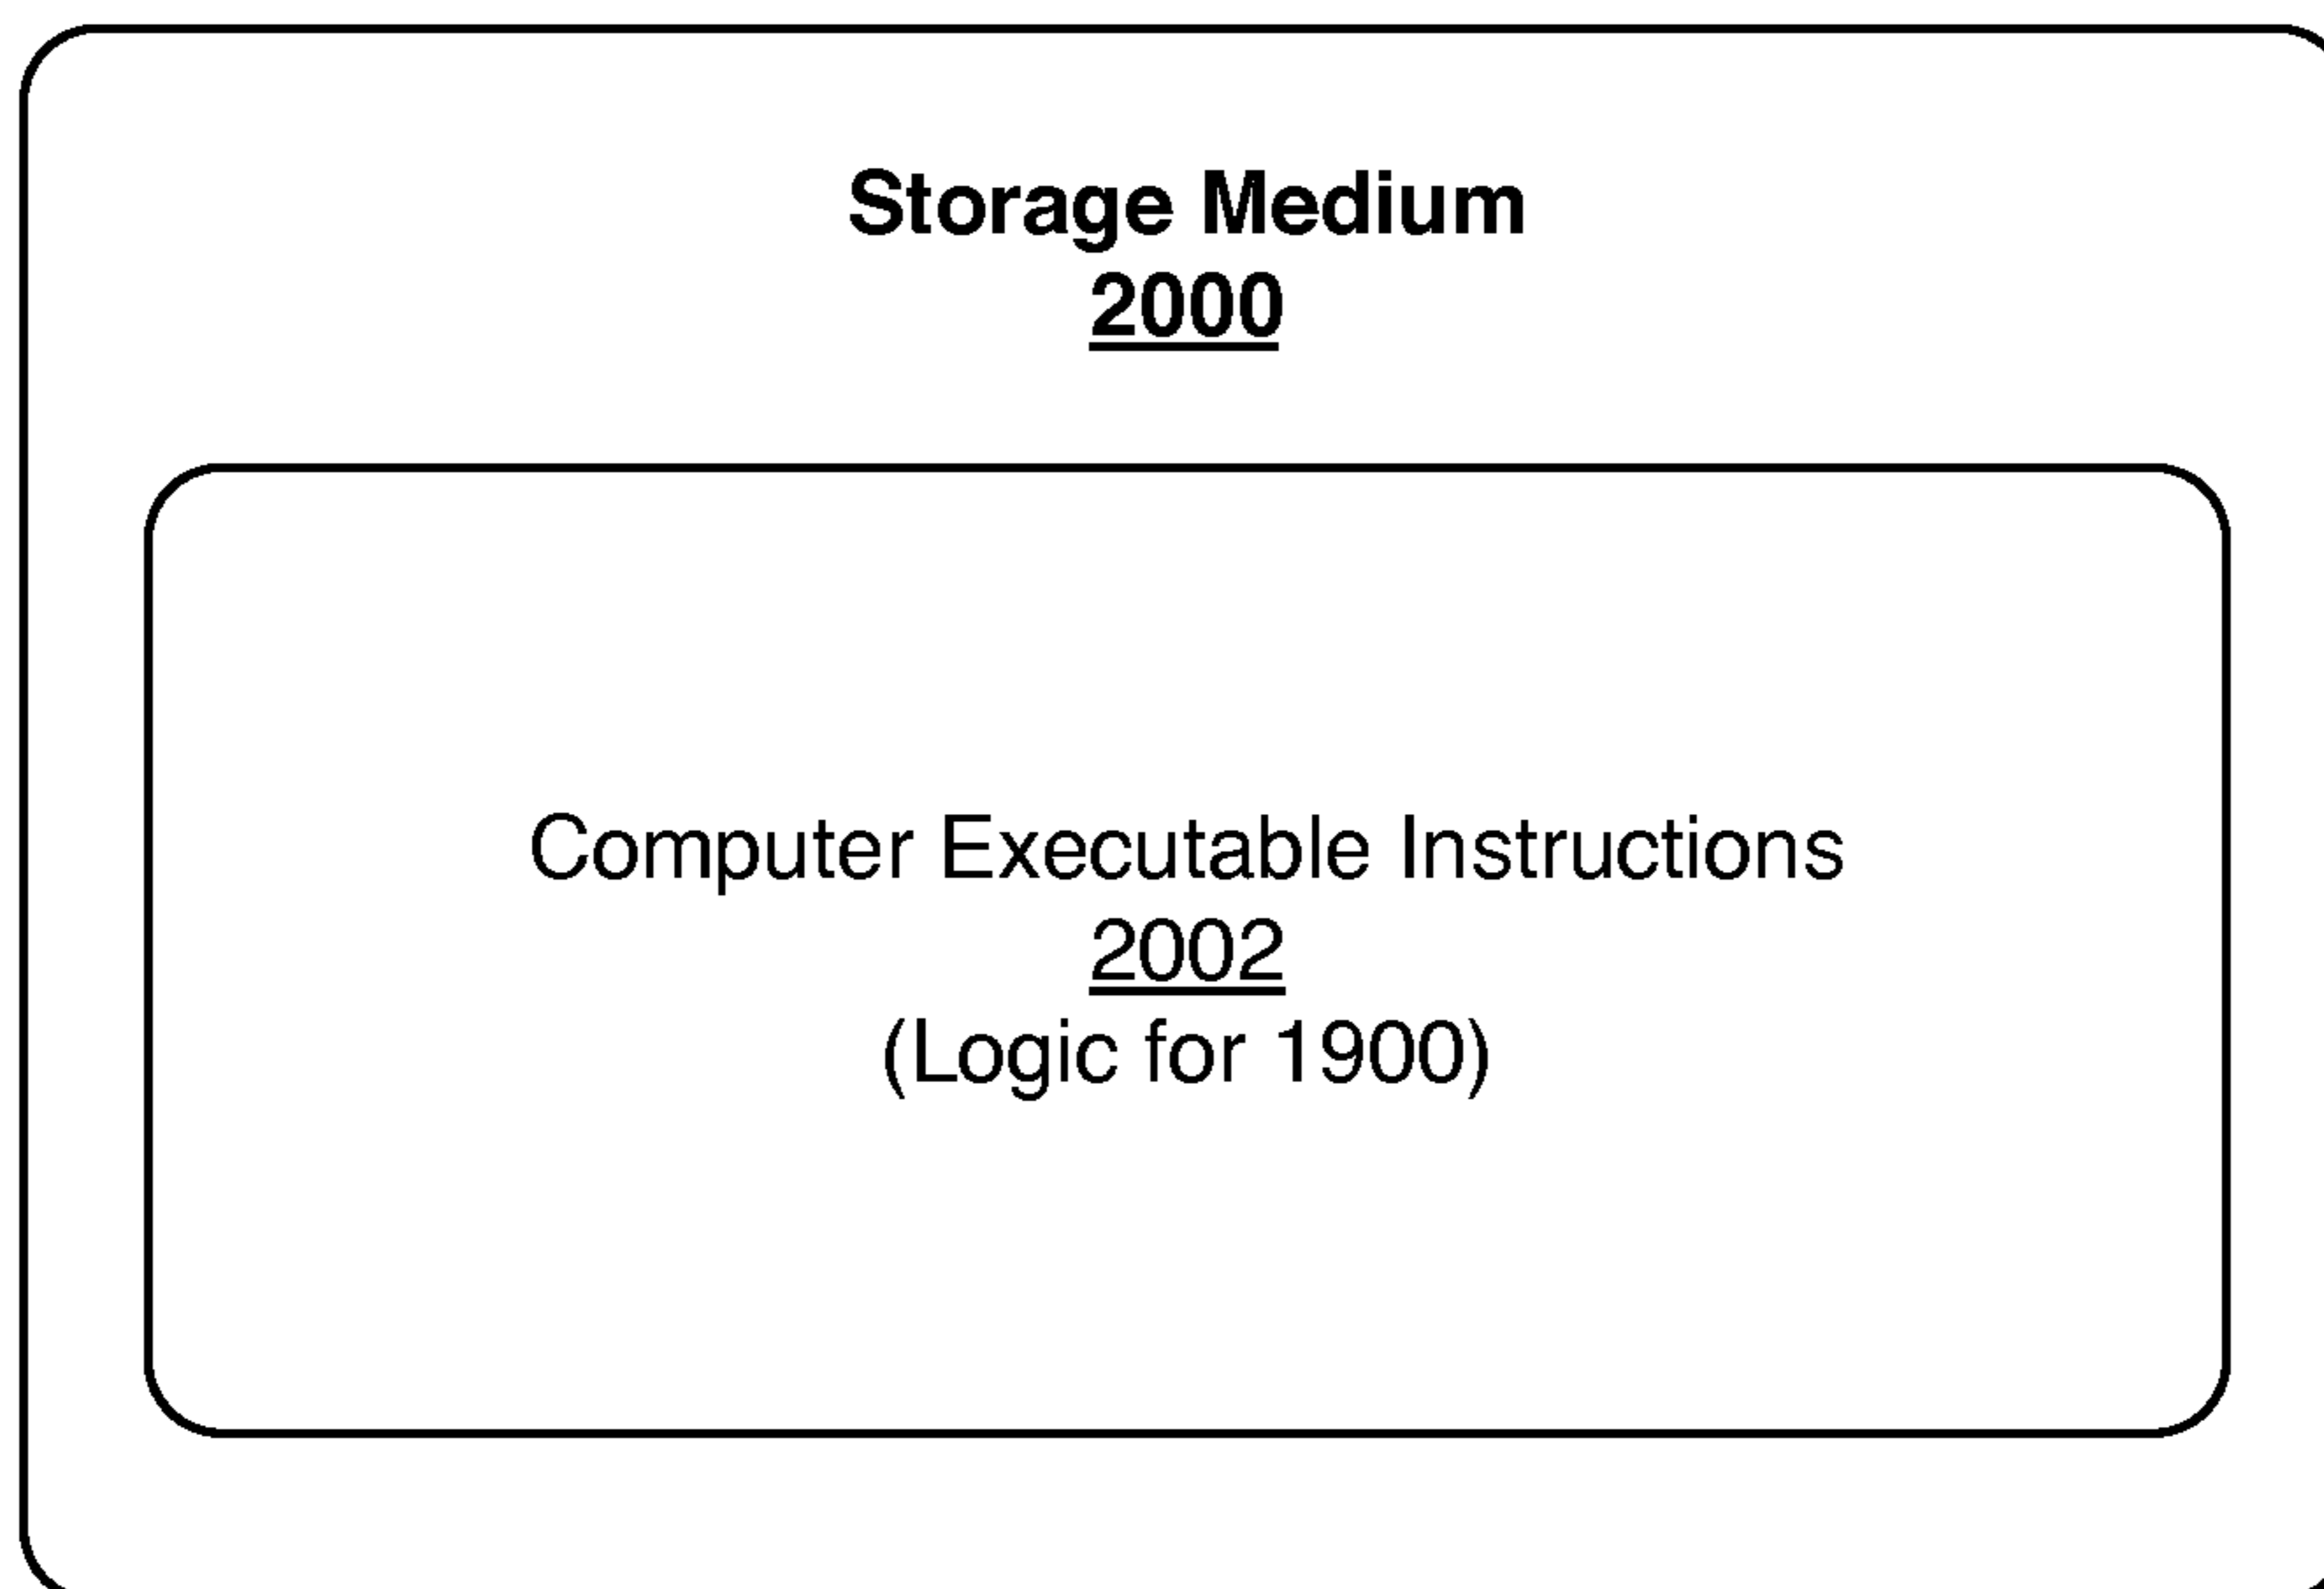 Storage Medium
2000
Computer Executable Instructions
2002
(Logic for 1900)